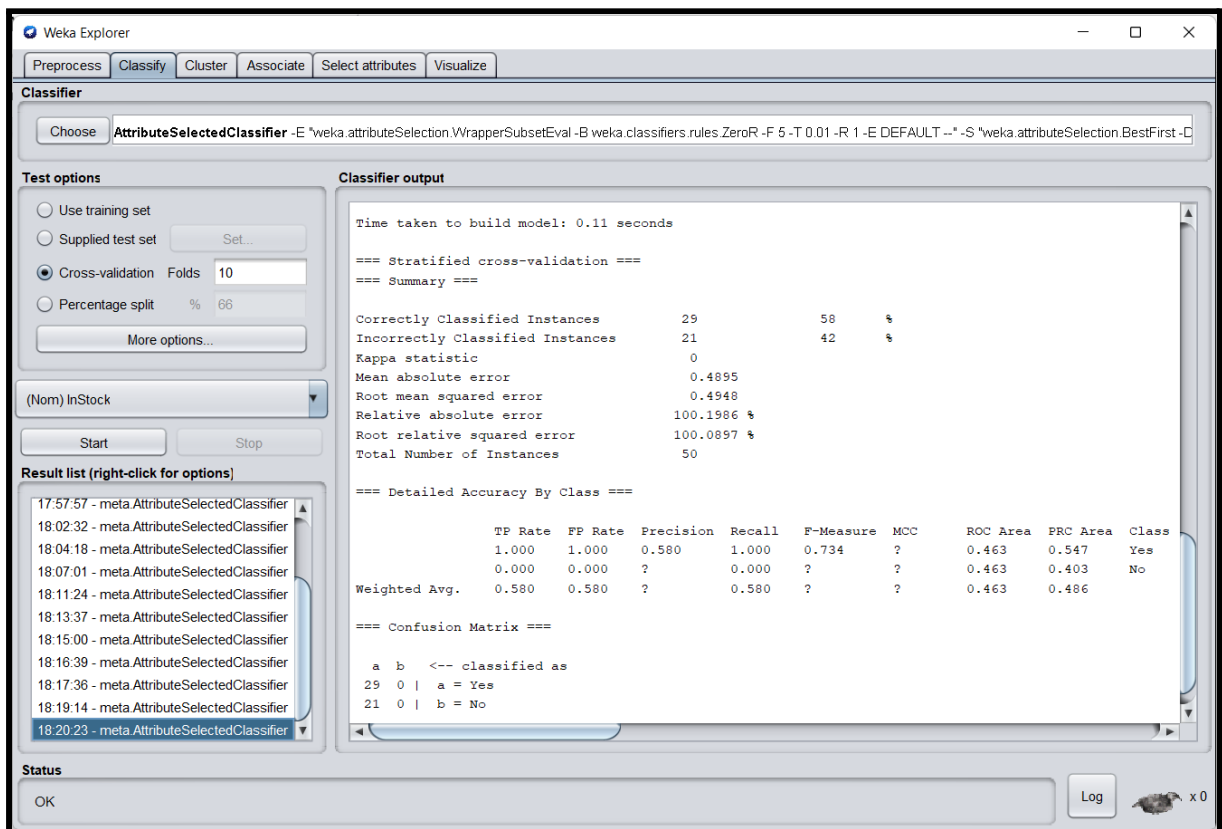 Weka Explorer
Preprocess Classify Cluster Associate Select attributes Visualize
Classifier
Choose AttributeSelectedClassifier -E "weka.attributeSelection.WrapperSubsetEval -B weka.classifiers.rules.ZeroR -F 5 -T 0.01 -R 1 -E DEFAULT --" -S "weka.attributeSelection.BestFirst -D
Test options
Use training set
Supplied test set Set...
Cross-validation Folds 10
Percentage split % 66
More options...
(Nom) InStock
Start Stop
Result list (right-click for options)
17:57:57 - meta.AttributeSelectedClassifier
18:02:32 - meta.AttributeSelectedClassifier
18:04:18 - meta.AttributeSelectedClassifier
18:07:01 - meta.AttributeSelectedClassifier
18:11:24 - meta.AttributeSelectedClassifier
18:13:37 - meta.AttributeSelectedClassifier
18:15:00 - meta.AttributeSelectedClassifier
18:16:39 - meta.AttributeSelectedClassifier
18:17:36 - meta.AttributeSelectedClassifier
18:19:14 - meta.AttributeSelectedClassifier
18:20:23 - meta.AttributeSelectedClassifier
Classifier output
Time taken to build model: 0.11 seconds
=== Stratified cross-validation ===
=== Summary ===
Correctly Classified Instances 29 58 %
Incorrectly Classified Instances 21 42 %
Kappa statistic 0
Mean absolute error 0.4895
Root mean squared error 0.4948
Relative absolute error 100.1986 %
Root relative squared error 100.0897 %
Total Number of Instances 50
=== Detailed Accuracy By Class ===
TP Rate FP Rate Precision Recall F-Measure MCC ROC Area PRC Area Class
1.000 1.000 0.580 1.000 0.734 ? 0.463 0.547 Yes
0.000 0.000 ? 0.000 ? ? 0.463 0.403 No
Weighted Avg. 0.580 0.580 ? 0.580 ? ? 0.463 0.486
=== Confusion Matrix ===
a b <-- classified as
29 0 | a = Yes
21 0 | b = No
Status
OK
Log x 0